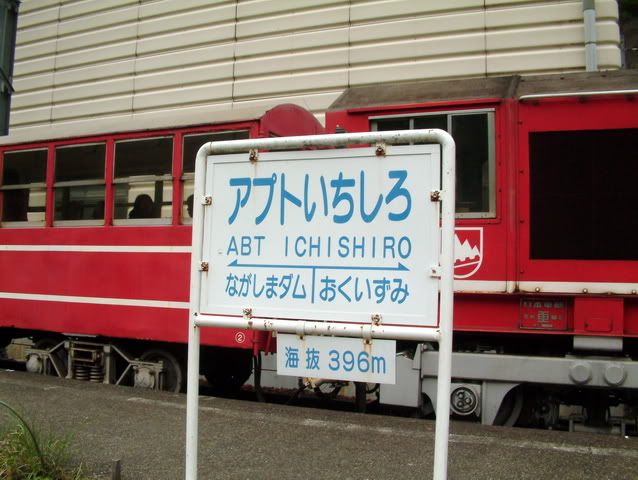 アプトいちしろ
ABT ICHISHIRO
ながしまダム おくいずみ
海抜 396m
②